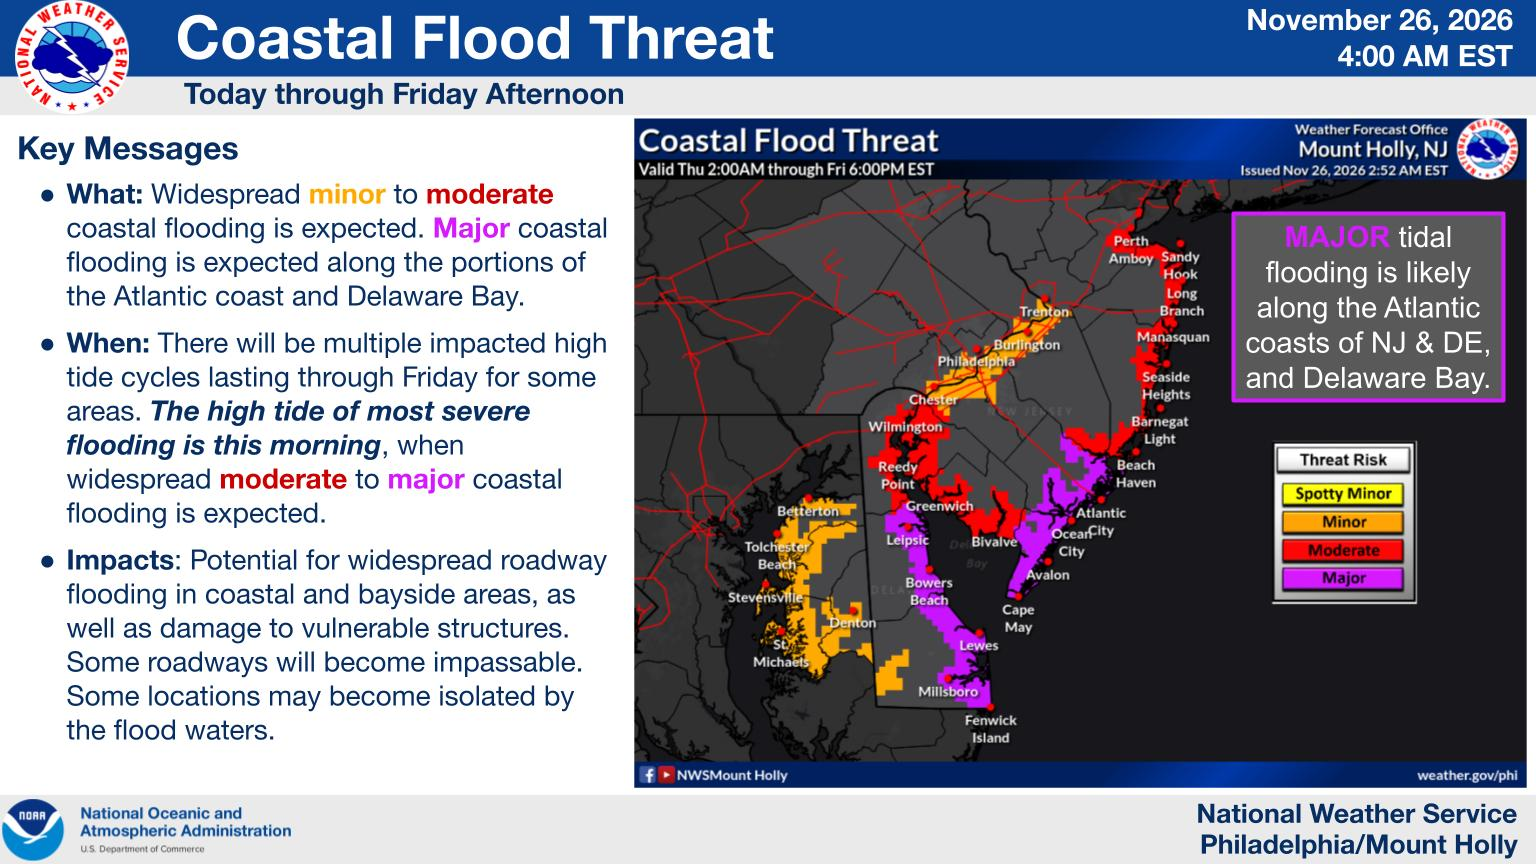 NATIONAL WEATHER SERVICE
Coastal Flood Threat
November 26, 2026
4:00 AM EST
Today through Friday Afternoon
Key Messages
● What: Widespread minor to moderate
coastal flooding is expected. Major coastal
flooding is expected along the portions of
the Atlantic coast and Delaware Bay.
● When: There will be multiple impacted high
tide cycles lasting through Friday for some
areas. The high tide of most severe
flooding is this morning, when
widespread moderate to major coastal
flooding is expected.
● Impacts: Potential for widespread roadway
flooding in coastal and bayside areas, as
well as damage to vulnerable structures.
Some roadways will become impassable.
Some locations may become isolated by
the flood waters.
Coastal Flood Threat
Valid Thu 2:00AM through Fri 6:00PM EST
Weather Forecast Office
Mount Holly, NJ
Issued Nov 26, 2026 2:52 AM EST
NATIONAL WEATHER SERVICE
MAJOR tidal
flooding is likely
along the Atlantic
coasts of NJ & DE,
and Delaware Bay.
Perth
Amboy
Sandy
Hook
Long
Branch
Trenton
Manasquan
Burlington
Philadelphia
Seaside
Heights
Chester
NEW JERSEY
Wilmington
Barnegat
Light
Reedy
Point
Beach
Haven
Greenwich
Betterton
Atlantic
City
Ocean
City
Leipsic
Bivalve
Bay
Tolchester
Beach
Avalon
Bowers
Beach
Stevensville
Cape
May
Denton
Lewes
St.
Michaels
Millsboro
Fenwick
Island
Threat Risk
Spotty Minor
Minor
Moderate
Major
NWSMount Holly
weather.gov/phi
NOAA
National Oceanic and
Atmospheric Administration
U.S. Department of Commerce
National Weather Service
Philadelphia/Mount Holly